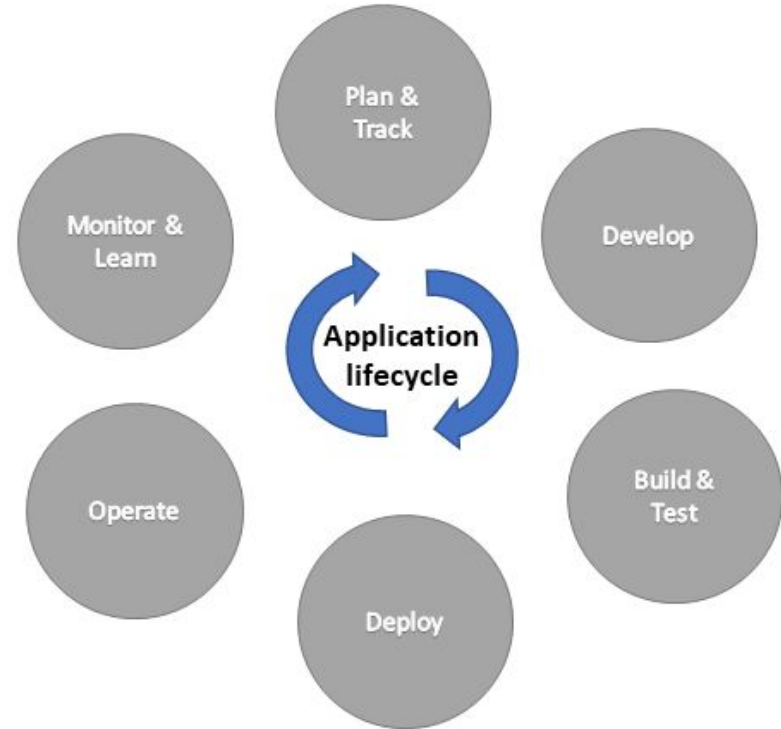 Plan &
Track
Develop
Build &
Test
Deploy
Operate
Monitor &
Learn
Application
lifecycle